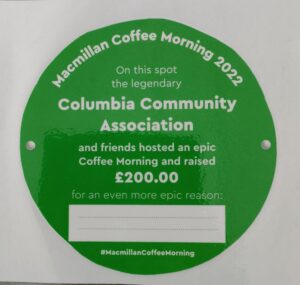 Macmillan Coffee Morning 2022
On this spot
the legendary
Columbia Community
Association
and friends hosted an epic
Coffee Morning and raised
£200.00
for an even more epic reason:
#MacmillanCoffeeMorning